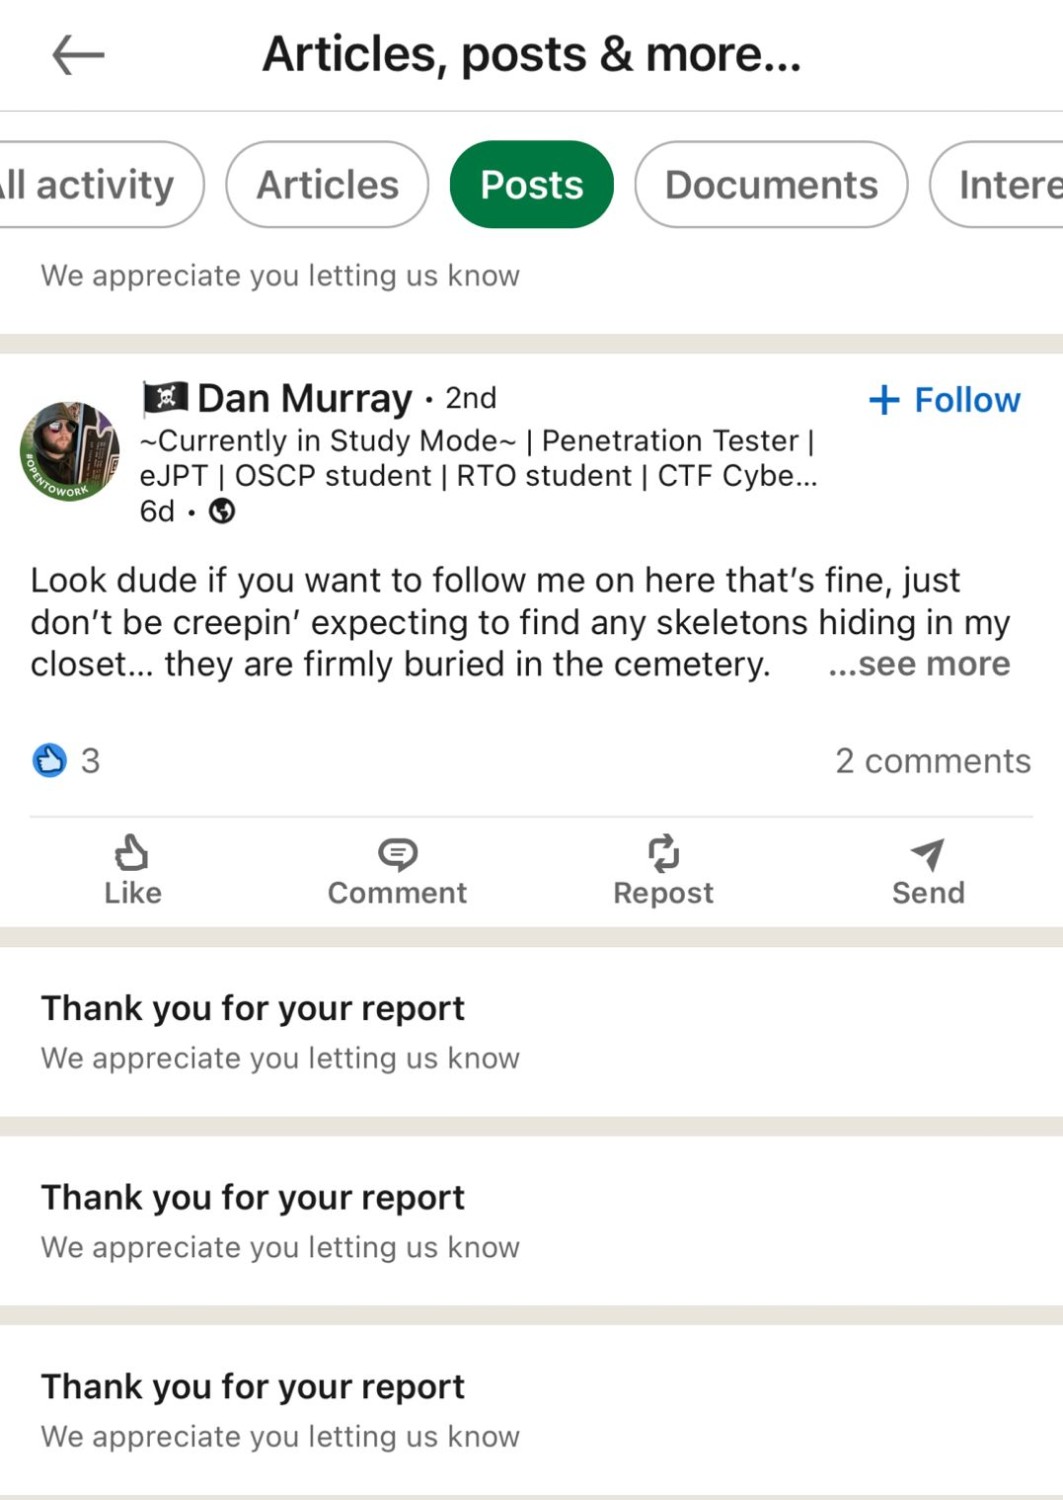 Articles, posts & more...
ll activity
Articles
Posts
Documents
Intere
We appreciate you letting us know
Dan Murray • 2nd
+ Follow
~Currently in Study Mode~ | Penetration Tester |
eJPT | OSCP student | RTO student | CTF Cybe...
6d •
#OPENTOWORK
Look dude if you want to follow me on here that’s fine, just
don’t be creepin’ expecting to find any skeletons hiding in my
closet... they are firmly buried in the cemetery. ...see more
3
2 comments
Like
Comment
Repost
Send
Thank you for your report
We appreciate you letting us know
Thank you for your report
We appreciate you letting us know
Thank you for your report
We appreciate you letting us know